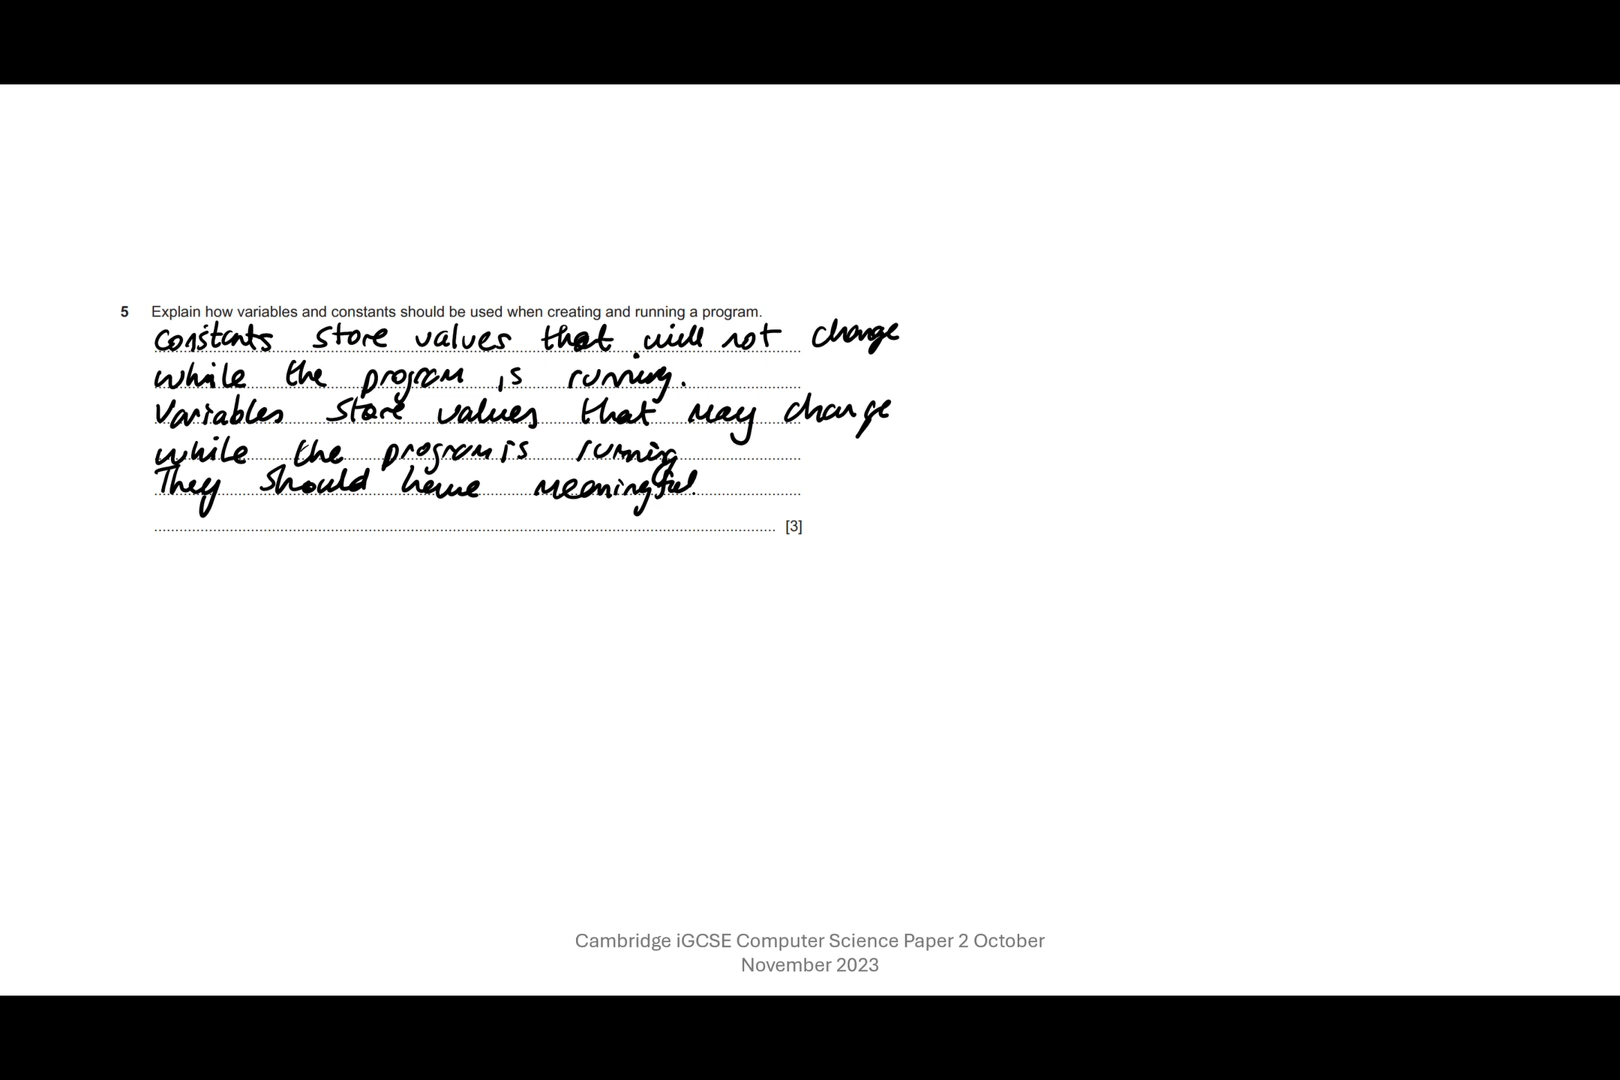 5 Explain how variables and constants should be used when creating and running a program.
constants store values that will not change
while the program is running.
Variables store values that may change
while the program is running
They should have meaningful.
[3]
Cambridge iGCSE Computer Science Paper 2 October
November 2023